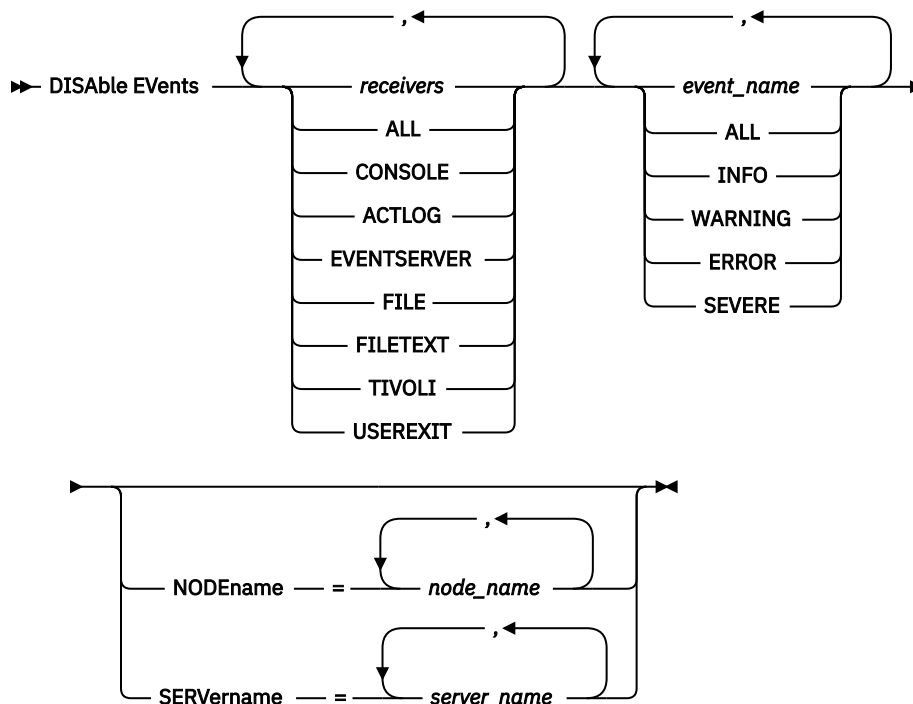 , ,
DISAble EVents receivers event_name
ALL ALL
CONSOLE INFO
ACTLOG WARNING
EVENTSERVER ERROR
FILE SEVERE
FILETEXT
TIVOLI
USEREXIT
,
NODEname = node_name
,
SERVername = server_name